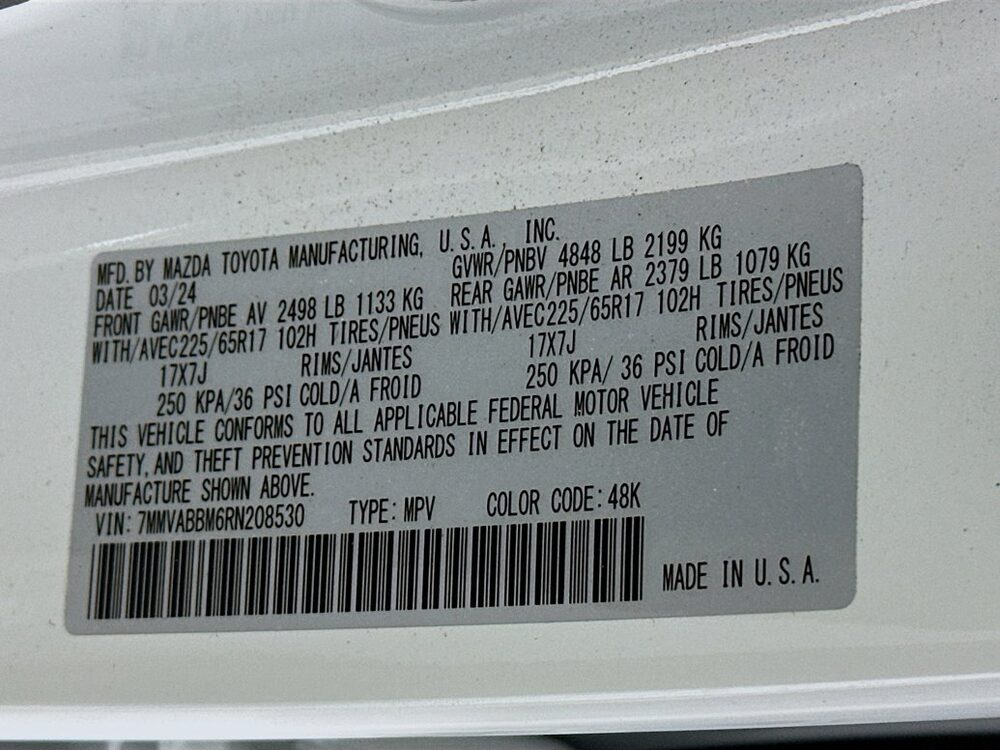 MFD. BY MAZDA TOYOTA MANUFACTURING, U.S.A., INC.
DATE 03/24 GVWR/PNBV 4848 LB 2199 KG
FRONT GAWR/PNBE AV 2498 LB 1133 KG REAR GAWR/PNBE AR 2379 LB 1079 KG
WITH/AVEC225/65R17 102H TIRES/PNEUS WITH/AVEC225/65R17 102H TIRES/PNEUS
17X7J RIMS/JANTES 17X7J RIMS/JANTES
250 KPA/36 PSI COLD/A FROID 250 KPA/ 36 PSI COLD/A FROID
THIS VEHICLE CONFORMS TO ALL APPLICABLE FEDERAL MOTOR VEHICLE
SAFETY, AND THEFT PREVENTION STANDARDS IN EFFECT ON THE DATE OF
MANUFACTURE SHOWN ABOVE.
VIN: 7MMVABBM6RN208530 TYPE: MPV COLOR CODE: 48K
MADE IN U.S.A.